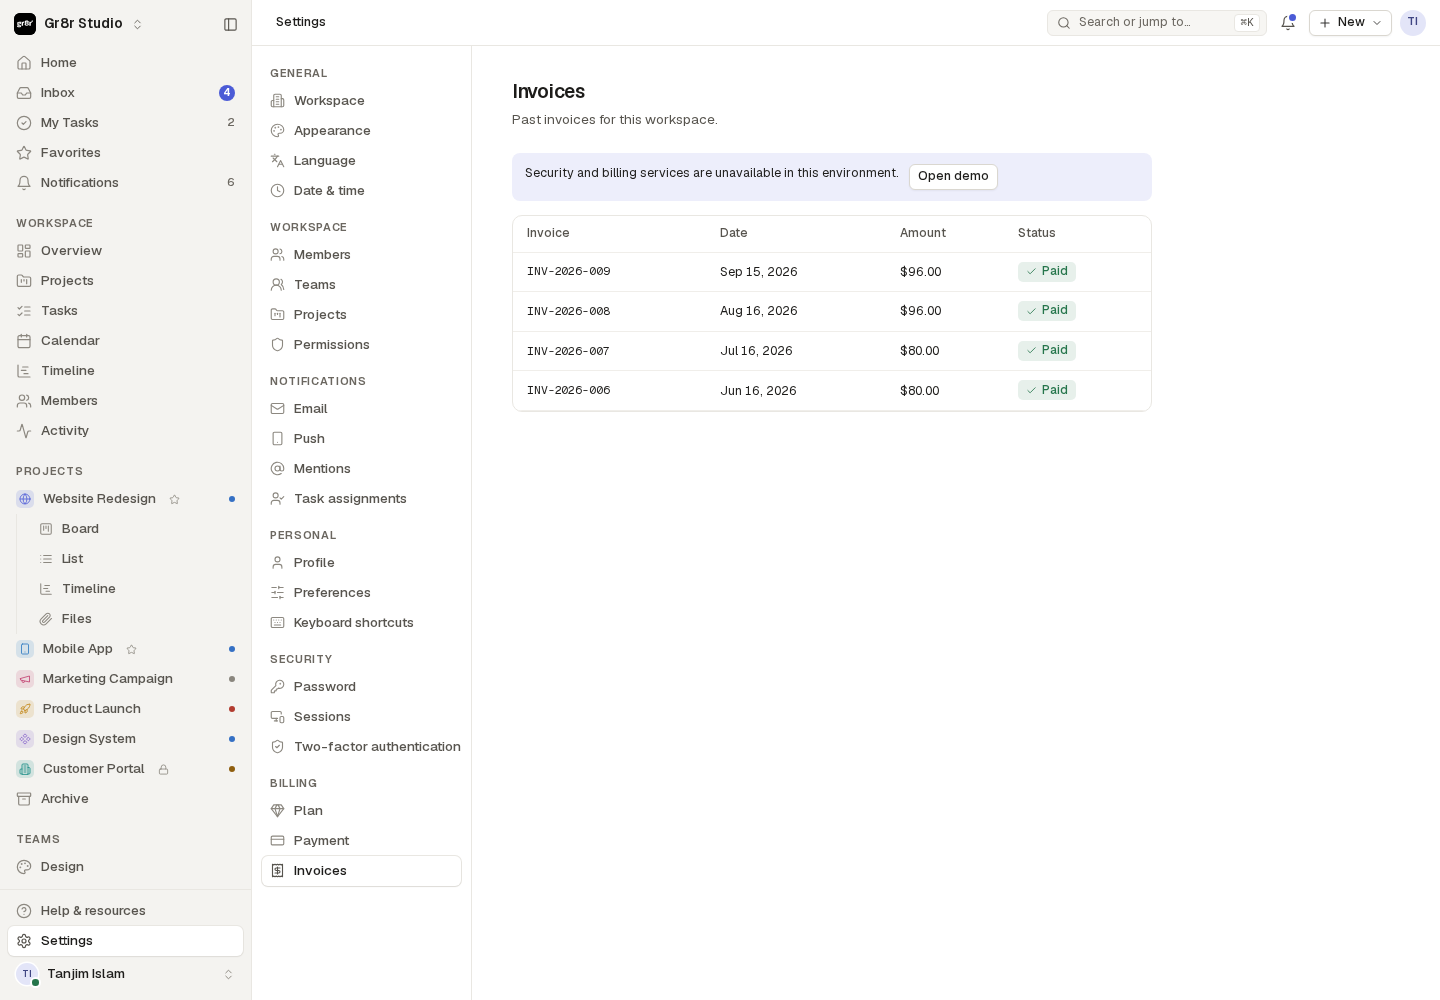 gr8r Gr8r Studio
Home
Inbox 4
My Tasks 2
Favorites
Notifications 6
WORKSPACE
Overview
Projects
Tasks
Calendar
Timeline
Members
Activity
PROJECTS
Website Redesign
Board
List
Timeline
Files
Mobile App
Marketing Campaign
Product Launch
Design System
Customer Portal
Archive
TEAMS
Design
Help & resources
Settings
TI Tanjim Islam
Settings
Search or jump to... ⌘K
New
TI
GENERAL
Workspace
Appearance
Language
Date & time
WORKSPACE
Members
Teams
Projects
Permissions
NOTIFICATIONS
Email
Push
Mentions
Task assignments
PERSONAL
Profile
Preferences
Keyboard shortcuts
SECURITY
Password
Sessions
Two-factor authentication
BILLING
Plan
Payment
Invoices
Invoices
Past invoices for this workspace.
Security and billing services are unavailable in this environment. Open demo
Invoice Date Amount Status
INV-2026-009 Sep 15, 2026 $96.00 Paid
INV-2026-008 Aug 16, 2026 $96.00 Paid
INV-2026-007 Jul 16, 2026 $80.00 Paid
INV-2026-006 Jun 16, 2026 $80.00 Paid